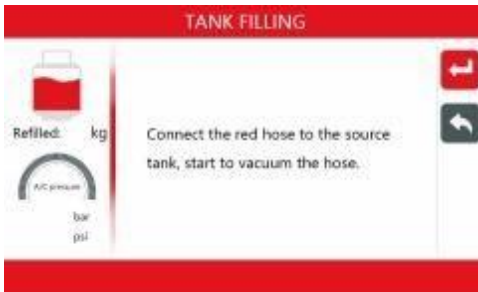 TANK FILLING
Refilled: kg
A/C pressure
bar
psi
Connect the red hose to the source
tank, start to vacuum the hose.